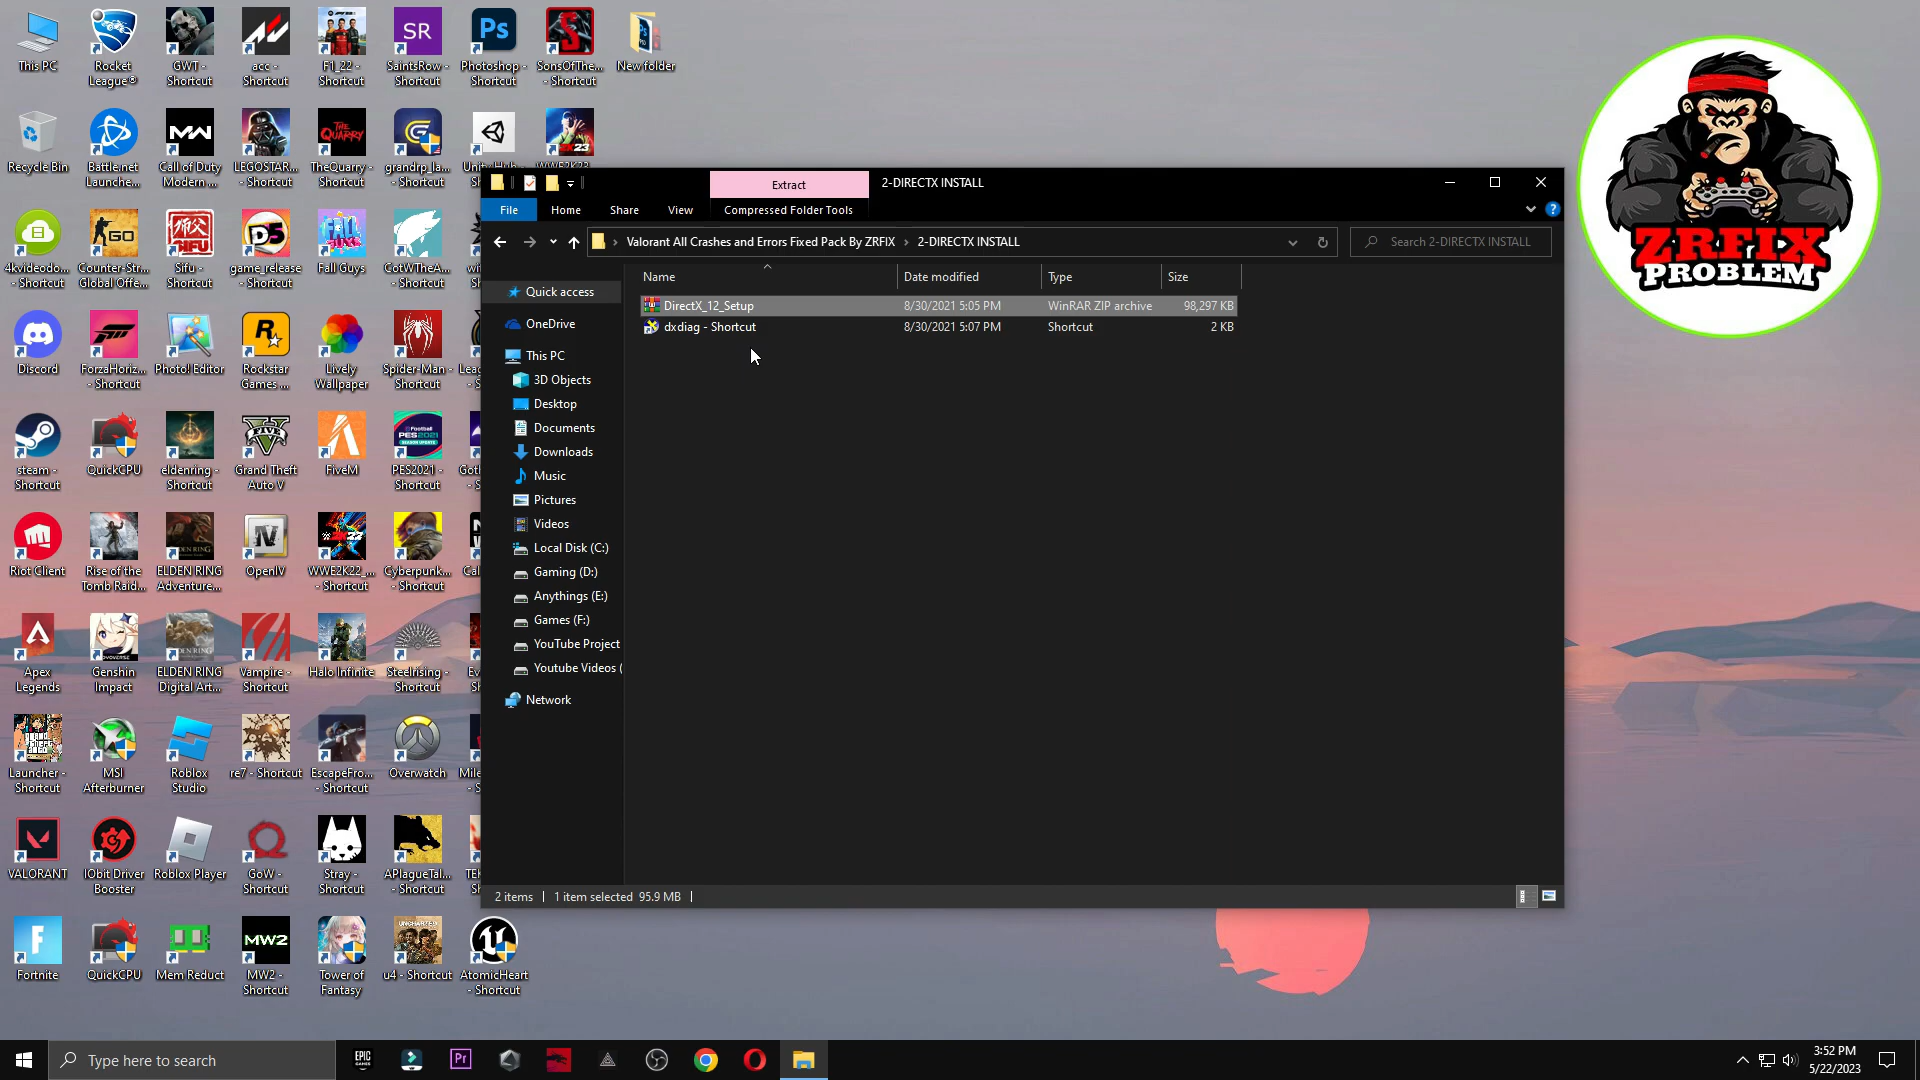 This PC
Rocket League®
GWT - Shortcut
acc - Shortcut
F1_22 - Shortcut
SaintsRow - Shortcut
Photoshop - Shortcut
SonsOfThe... - Shortcut
New folder
Recycle Bin
Battle.net Launche...
Call of Duty Modern ...
LEGOSTAR... - Shortcut
TheQuarry - Shortcut
grandrp_la... - Shortcut
Extract
2-DIRECTX INSTALL
File
Home
Share
View
Compressed Folder Tools
Valorant All Crashes and Errors Fixed Pack By ZRFIX
2-DIRECTX INSTALL
Search 2-DIRECTX INSTALL
ZRFIX
PROBLEM
Name
Date modified
Type
Size
DirectX_12_Setup
8/30/2021 5:05 PM
WinRAR ZIP archive
98,297 KB
dxdiag - Shortcut
8/30/2021 5:07 PM
Shortcut
2 KB
Quick access
OneDrive
This PC
3D Objects
Desktop
Documents
Downloads
Music
Pictures
Videos
Local Disk (C:)
Gaming (D:)
Anythings (E:)
Games (F:)
YouTube Project
Youtube Videos (
Network
2 items
1 item selected 95.9 MB
4kvideodo... - Shortcut
Counter-Str... Global Offe...
Sifu - Shortcut
game_release - Shortcut
Fall Guys
CotWTheA... - Shortcut
Discord
ForzaHoriz... - Shortcut
Photo! Editor
Rockstar Games ...
Lively Wallpaper
Spider-Man - Shortcut
steam - Shortcut
QuickCPU
eldenring - Shortcut
Grand Theft Auto V
FiveM
PES2021 - Shortcut
Riot Client
Rise of the Tomb Raid...
ELDEN RING Adventure...
OpenIV
WWE2K22_... - Shortcut
Cyberpunk... - Shortcut
Apex Legends
Genshin Impact
ELDEN RING Digital Art...
Vampire - Shortcut
Halo Infinite
Steelrising - Shortcut
Launcher - Shortcut
MSI Afterburner
Roblox Studio
re7 - Shortcut
EscapeFro... - Shortcut
Overwatch
VALORANT
IObit Driver Booster
Roblox Player
GoW - Shortcut
Stray - Shortcut
APlagueTal... - Shortcut
Fortnite
QuickCPU
Mem Reduct
MW2 - Shortcut
Tower of Fantasy
u4 - Shortcut
AtomicHeart - Shortcut
Type here to search
3:52 PM
5/22/2023